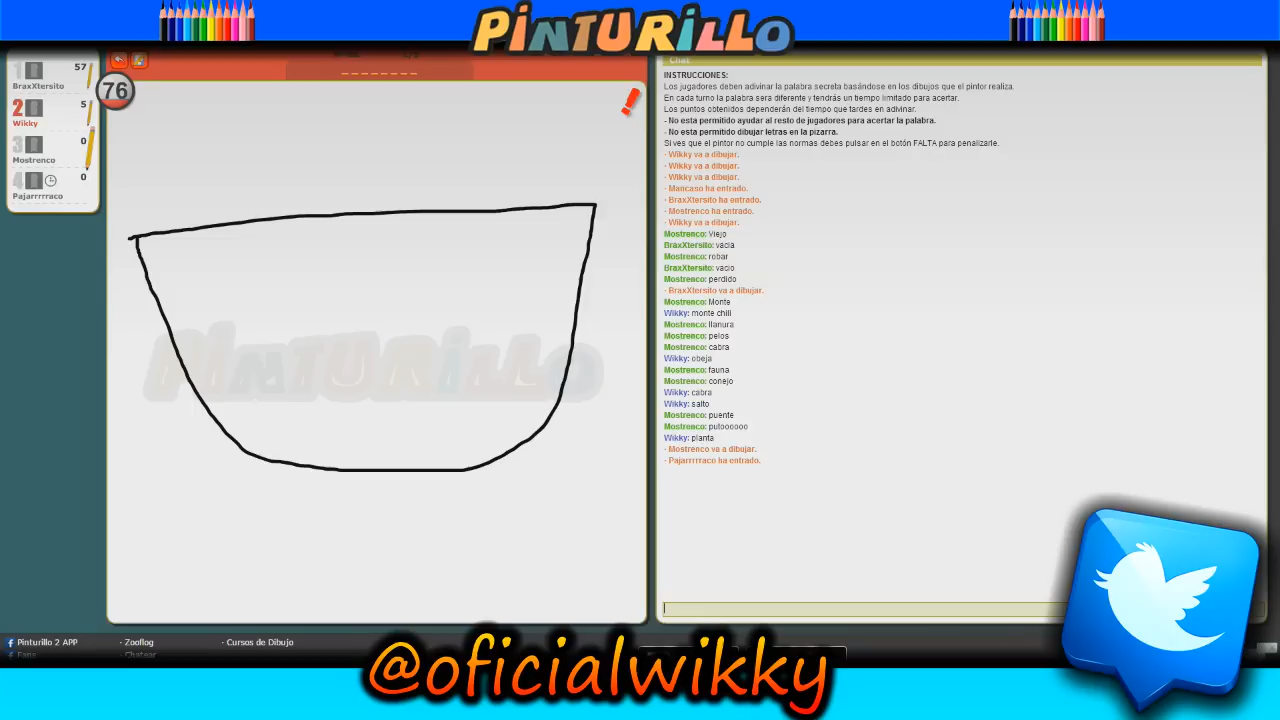 PINTURILLO
1 57
BraxXtersito
2 5
Wikky
3 0
Mostrenco
4 0
Pajarrrrraco
76
_ _ _ _ _ _ _ _
!
PINTURILLO
Chat
INSTRUCCIONES:
Los jugadores deben adivinar la palabra secreta basándose en los dibujos que el pintor realiza.
En cada turno la palabra sera diferente y tendrás un tiempo limitado para acertar.
Los puntos obtenidos dependerán del tiempo que tardes en adivinar.
- No esta permitido ayudar al resto de jugadores para acertar la palabra.
- No esta permitido dibujar letras en la pizarra.
Si ves que el pintor no cumple las normas debes pulsar en el botón FALTA para penalizarle.
· Wikky va a dibujar.
· Wikky va a dibujar.
· Wikky va a dibujar.
· Mancaso ha entrado.
· BraxXtersito ha entrado.
· Mostrenco ha entrado.
· Wikky va a dibujar.
Mostrenco: Viejo
BraxXtersito: vacia
Mostrenco: robar
BraxXtersito: vacio
Mostrenco: perdido
· BraxXtersito va a dibujar.
Mostrenco: Monte
Wikky: monte chili
Mostrenco: llanura
Mostrenco: pelos
Mostrenco: cabra
Wikky: obeja
Mostrenco: fauna
Mostrenco: conejo
Wikky: cabra
Wikky: salto
Mostrenco: puente
Mostrenco: putooooo
Wikky: planta
· Mostrenco va a dibujar.
· Pajarrrrraco ha entrado.
f Pinturillo 2 APP · Zooflog · Cursos de Dibujo
f Fans · Chatear
@oficialwikky